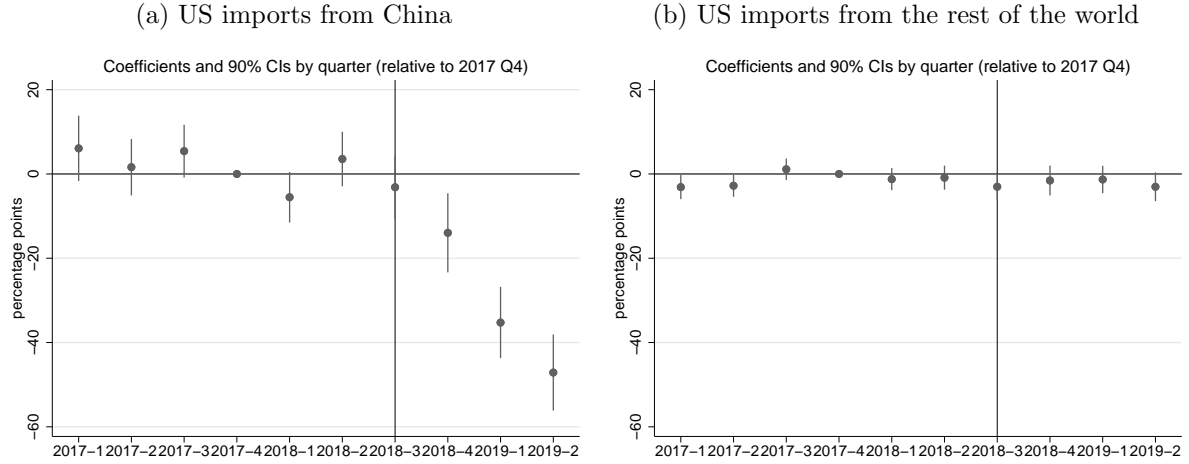 (a) US imports from China
Coefficients and 90% CIs by quarter (relative to 2017 Q4)
percentage points
20
0
−20
−40
−60
2017−1 2017−2 2017−3 2017−4 2018−1 2018−2 2018−3 2018−4 2019−1 2019−2
(b) US imports from the rest of the world
Coefficients and 90% CIs by quarter (relative to 2017 Q4)
percentage points
20
0
−20
−40
−60
2017−1 2017−2 2017−3 2017−4 2018−1 2018−2 2018−3 2018−4 2019−1 2019−2